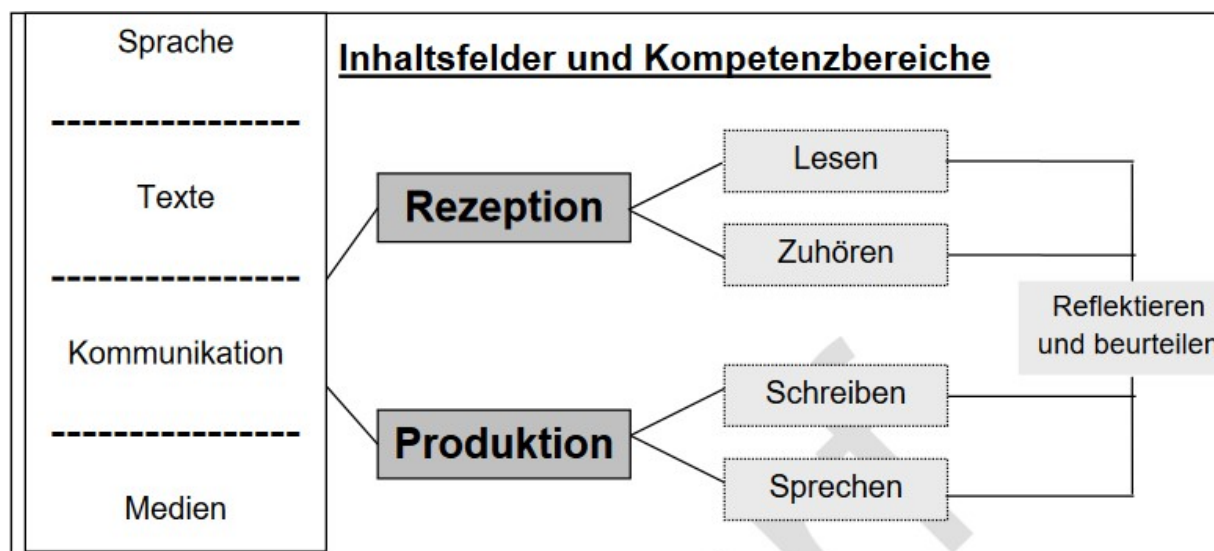 Sprache
Inhaltsfelder und Kompetenzbereiche
Texte
Kommunikation
Medien
Rezeption
Produktion
Lesen
Zuhören
Schreiben
Sprechen
Reflektieren
und beurteilen